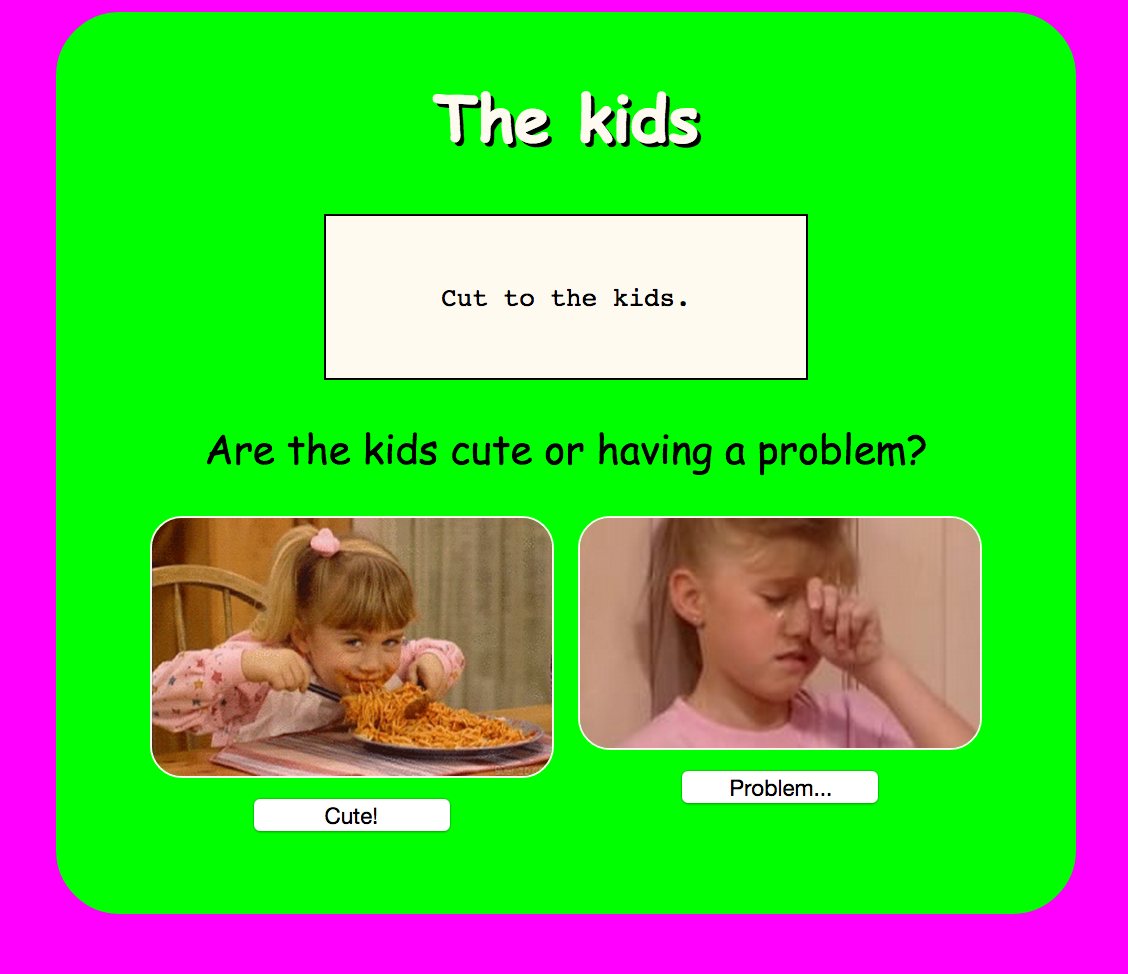 The kids
Cut to the kids.
Are the kids cute or having a problem?
Cute!
Problem...